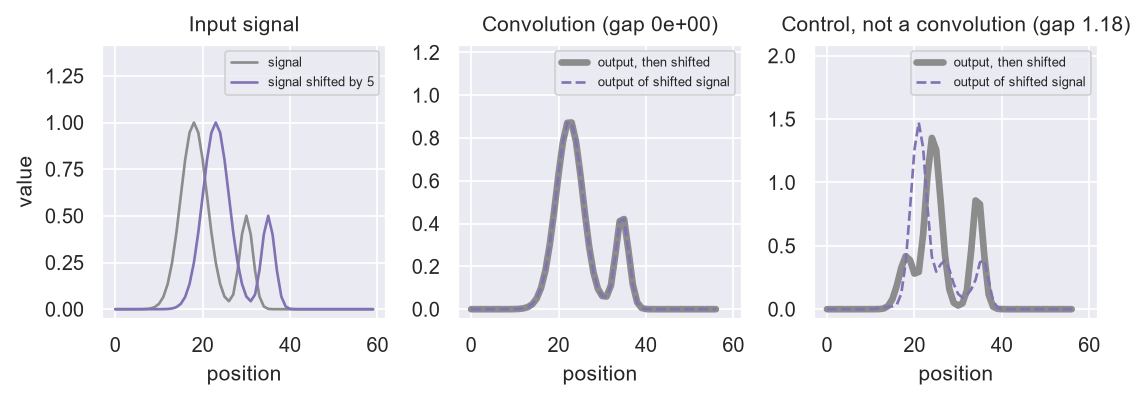 Input signal
signal
signal shifted by 5
1.25
1.00
0.75
0.50
0.25
0.00
value
0
20
40
60
position
Convolution (gap 0e+00)
output, then shifted
output of shifted signal
1.2
1.0
0.8
0.6
0.4
0.2
0.0
0
20
40
60
position
Control, not a convolution (gap 1.18)
output, then shifted
output of shifted signal
2.0
1.5
1.0
0.5
0.0
0
20
40
60
position